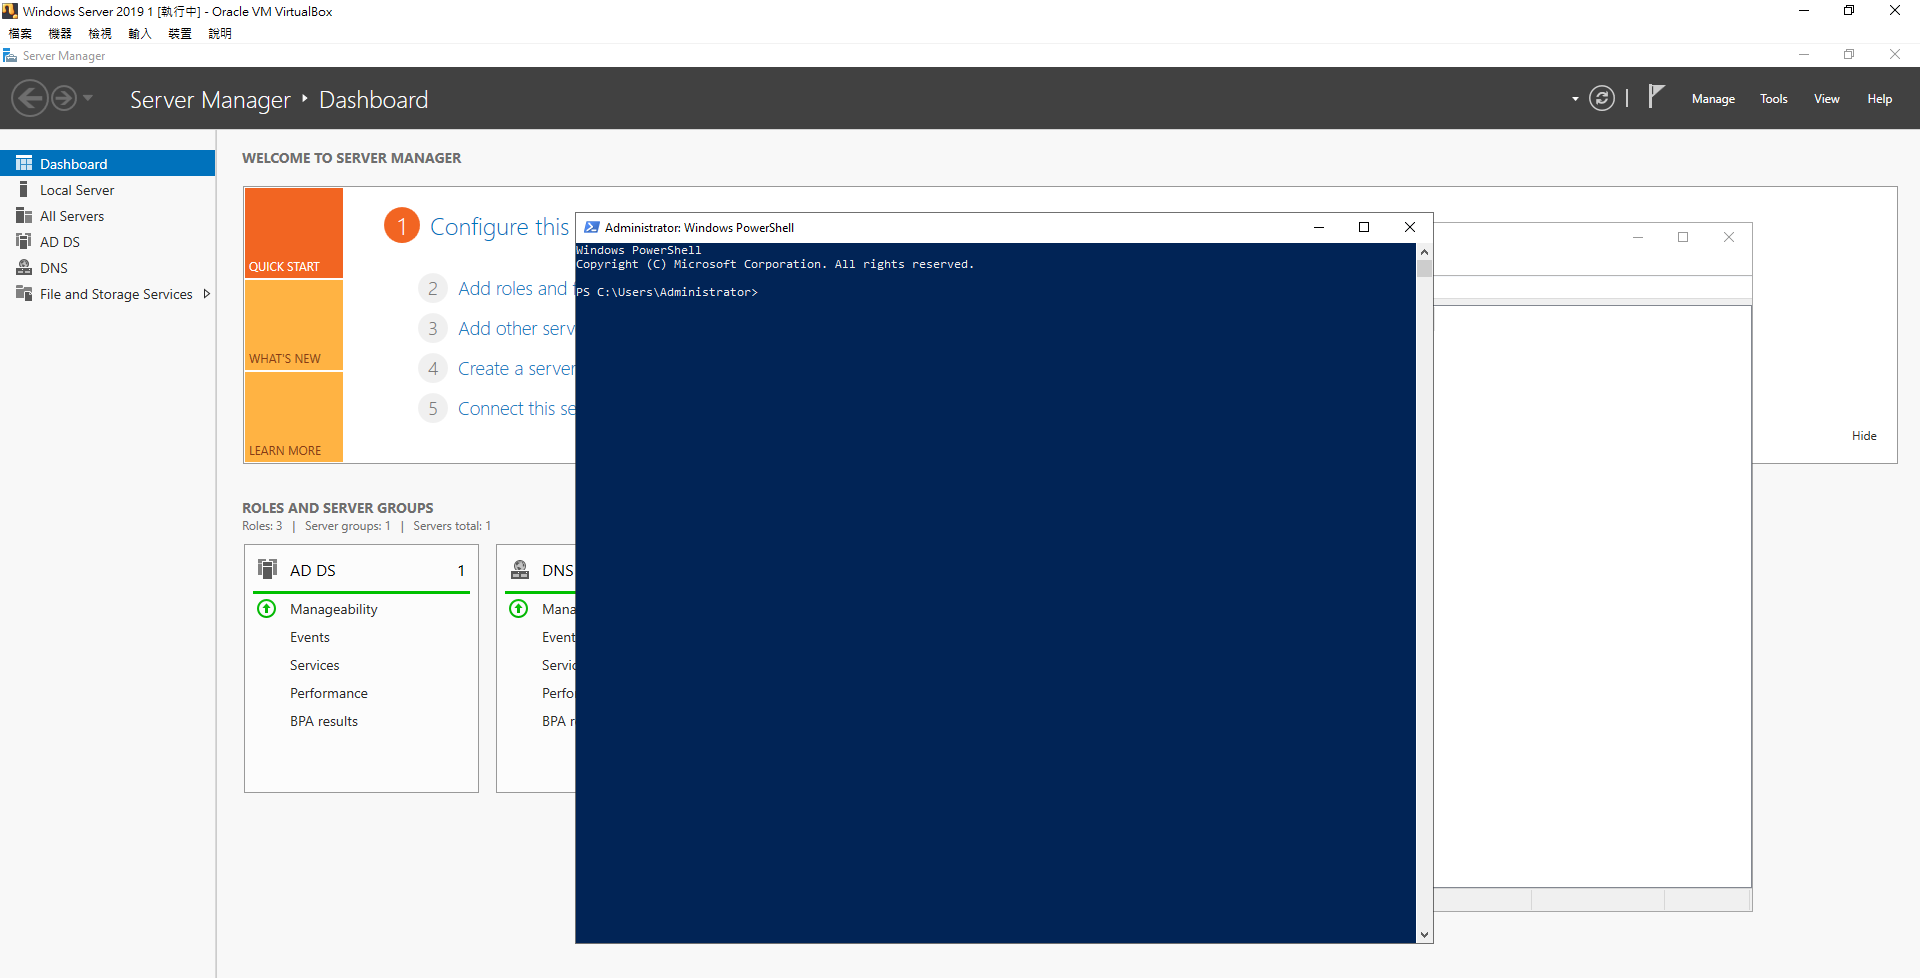 Windows Server 2019 1 [執行中] - Oracle VM VirtualBox
檔案 機器 檢視 輸入 裝置 說明
Server Manager
Server Manager Dashboard
Manage Tools View Help
Dashboard
Local Server
All Servers
AD DS
DNS
File and Storage Services
WELCOME TO SERVER MANAGER
QUICK START
WHAT'S NEW
LEARN MORE
1 Configure this
2 Add roles and
3 Add other serv
4 Create a server
5 Connect this se
Hide
Administrator: Windows PowerShell
Windows PowerShell
Copyright (C) Microsoft Corporation. All rights reserved.
PS C:\Users\Administrator>
ROLES AND SERVER GROUPS
Roles: 3 | Server groups: 1 | Servers total: 1
AD DS 1
Manageability
Events
Services
Performance
BPA results
DNS
Mana
Event
Servic
Perfo
BPA r